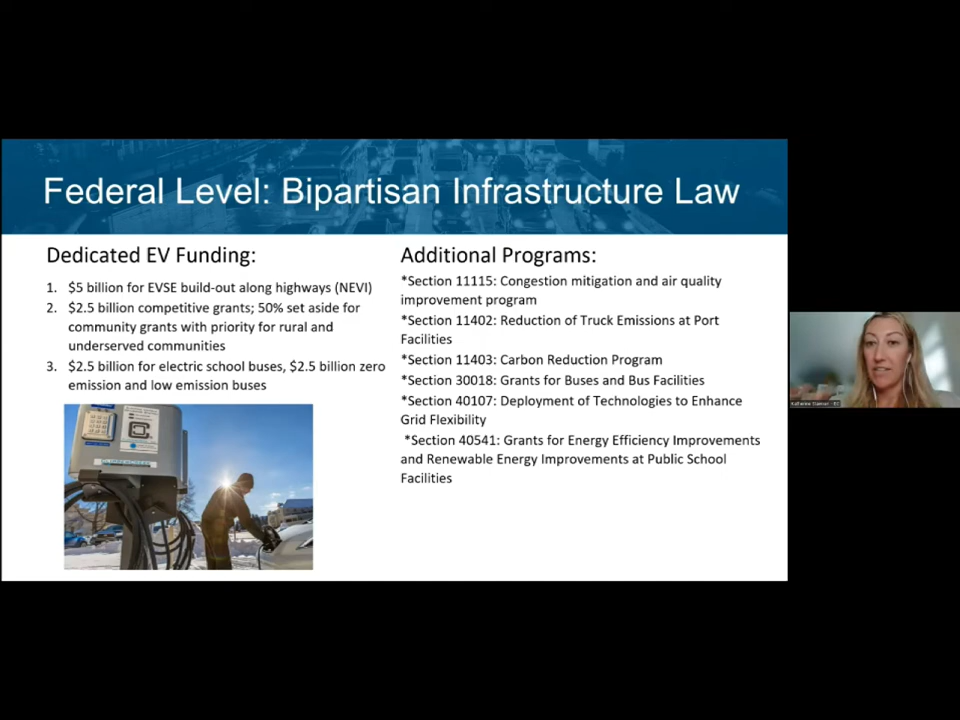 Federal Level: Bipartisan Infrastructure Law
Dedicated EV Funding:
1. $5 billion for EVSE build-out along highways (NEVI)
2. $2.5 billion competitive grants; 50% set aside for
community grants with priority for rural and
underserved communities
3. $2.5 billion for electric school buses, $2.5 billion zero
emission and low emission buses
Additional Programs:
*Section 11115: Congestion mitigation and air quality
improvement program
*Section 11402: Reduction of Truck Emissions at Port
Facilities
*Section 11403: Carbon Reduction Program
*Section 30018: Grants for Buses and Bus Facilities
*Section 40107: Deployment of Technologies to Enhance
Grid Flexibility
*Section 40541: Grants for Energy Efficiency Improvements
and Renewable Energy Improvements at Public School
Facilities